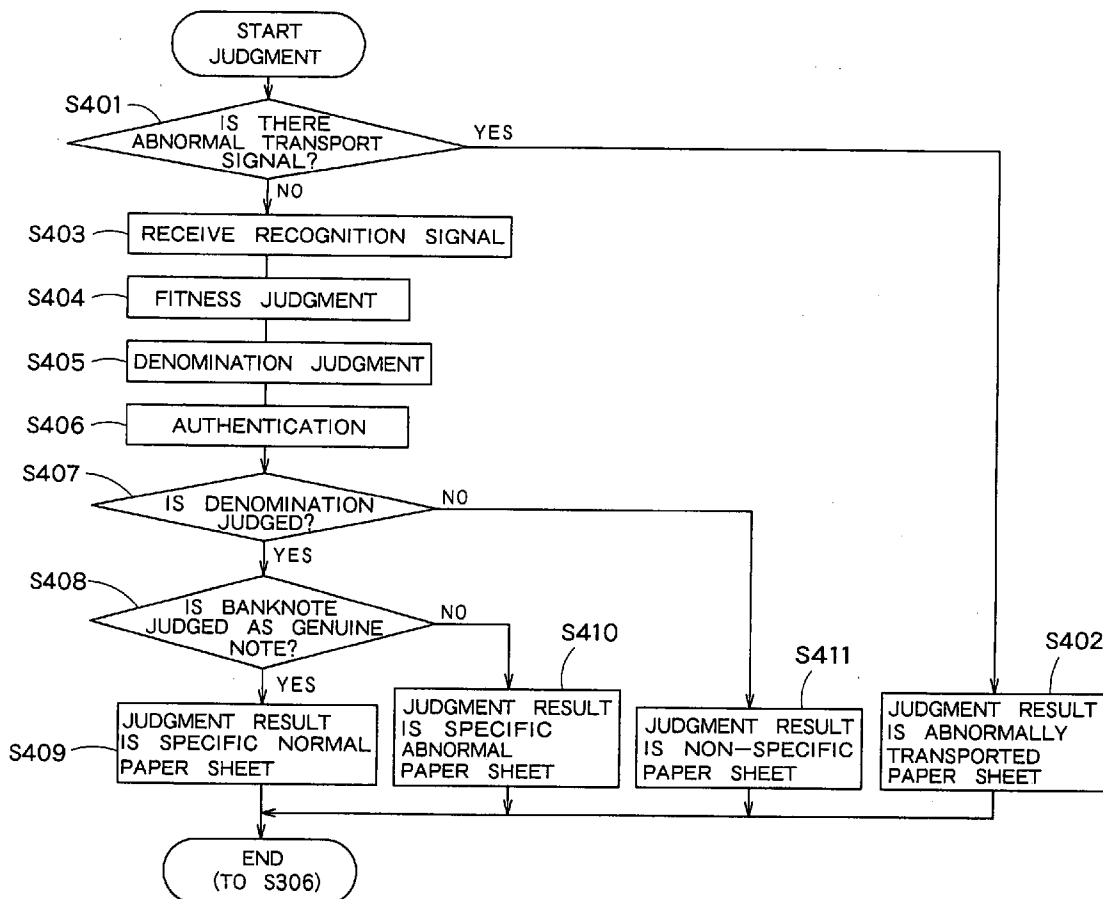 START
JUDGMENT
S401
IS THERE
ABNORMAL TRANSPORT
SIGNAL?
YES
NO
S403
RECEIVE RECOGNITION SIGNAL
S404
FITNESS JUDGMENT
S405
DENOMINATION JUDGMENT
S406
AUTHENTICATION
S407
IS DENOMINATION
JUDGED?
NO
YES
S408
IS BANKNOTE
JUDGED AS GENUINE
NOTE?
NO
YES
S409
JUDGMENT RESULT
IS SPECIFIC NORMAL
PAPER SHEET
S410
JUDGMENT RESULT
IS SPECIFIC
ABNORMAL
PAPER SHEET
S411
JUDGMENT RESULT
IS NON-SPECIFIC
PAPER SHEET
S402
JUDGMENT RESULT
IS ABNORMALLY
TRANSPORTED
PAPER SHEET
END
(TO S306)